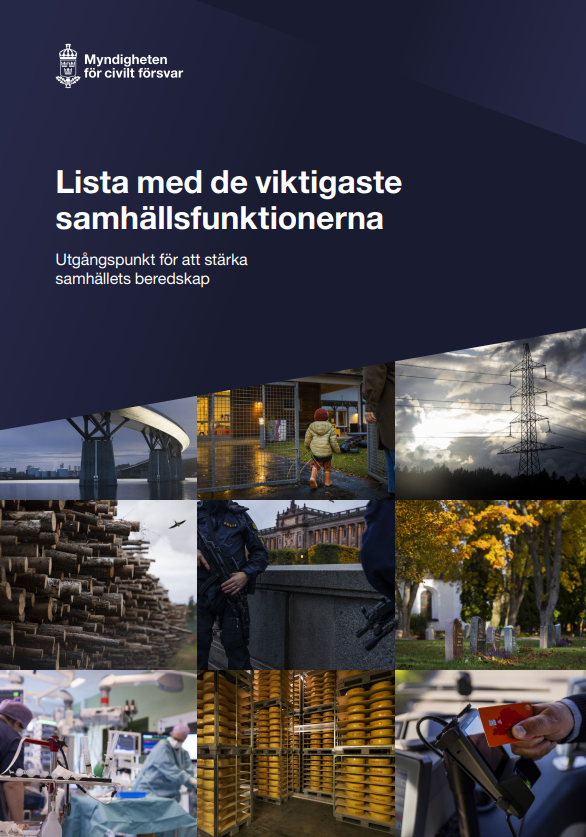 Myndigheten
för civilt försvar
Lista med de viktigaste
samhällsfunktionerna
Utgångspunkt för att stärka
samhällets beredskap